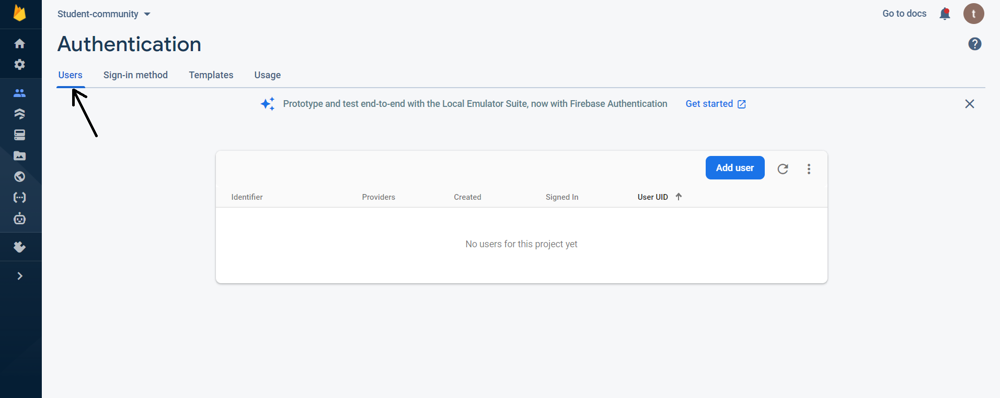 Student-community
Go to docs
t
Authentication
?
Users
Sign-in method
Templates
Usage
Prototype and test end-to-end with the Local Emulator Suite, now with Firebase Authentication
Get started
Add user
Identifier
Providers
Created
Signed In
User UID
No users for this project yet